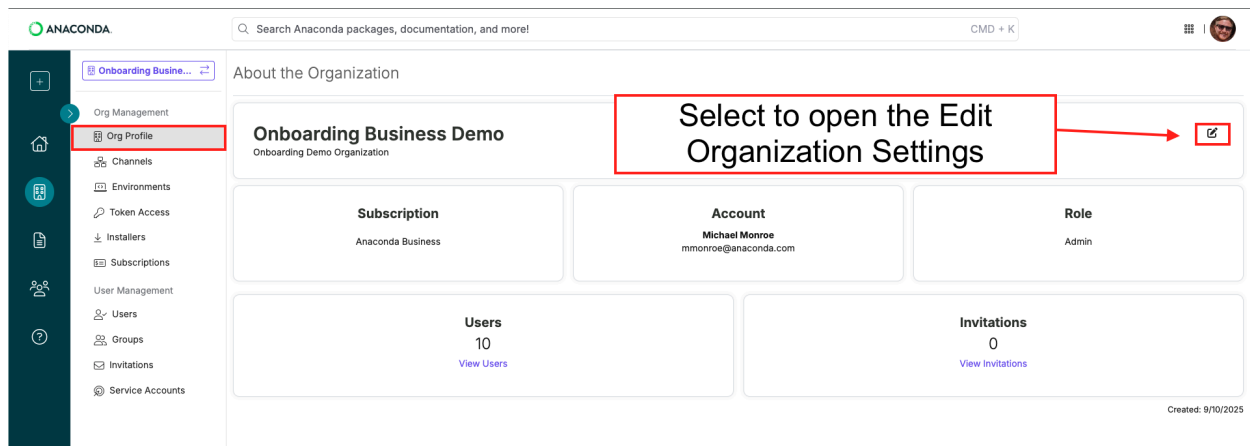 ANACONDA.
Search Anaconda packages, documentation, and more!
CMD + K
Onboarding Busine...
Org Management
Org Profile
Channels
Environments
Token Access
Installers
Subscriptions
User Management
Users
Groups
Invitations
Service Accounts
About the Organization
Onboarding Business Demo
Onboarding Demo Organization
Select to open the Edit
Organization Settings
Subscription
Anaconda Business
Account
Michael Monroe
mmonroe@anaconda.com
Role
Admin
Users
10
View Users
Invitations
0
View Invitations
Created: 9/10/2025